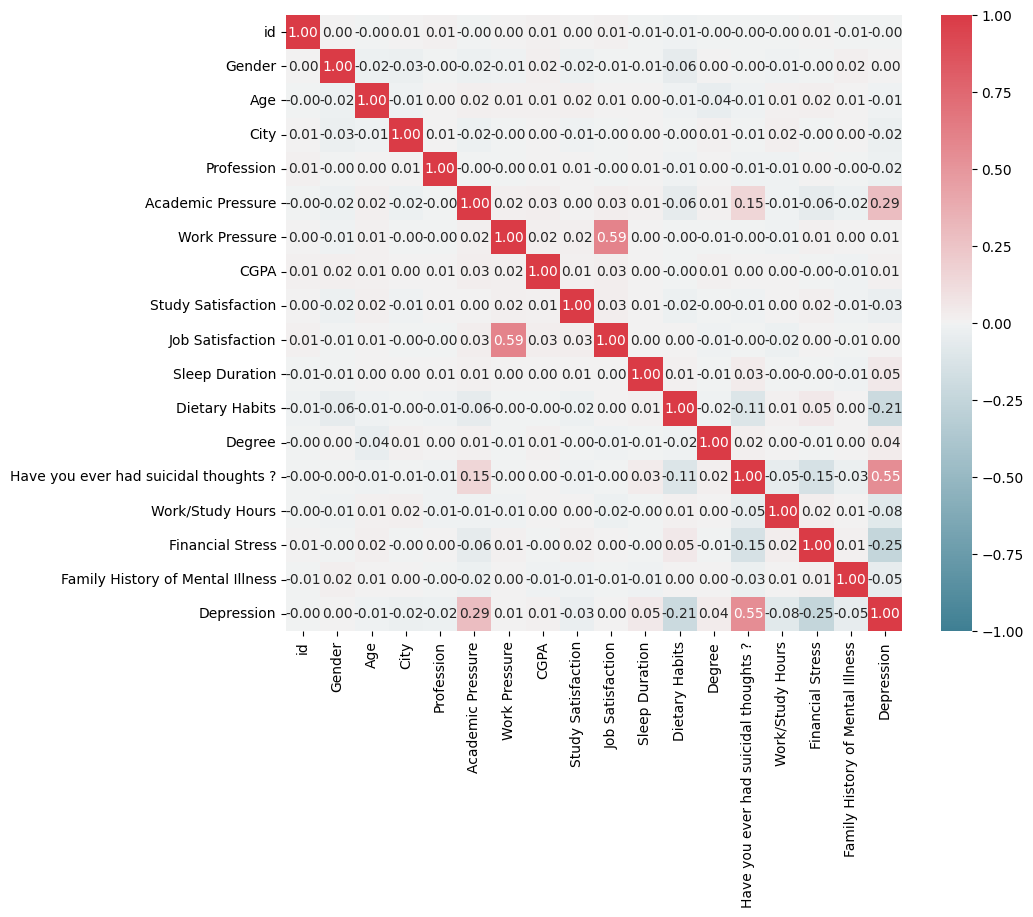 id 1.00 0.00 -0.00 0.01 0.01 -0.00 0.00 0.01 0.00 0.01 -0.01 -0.01 -0.00 -0.00 -0.00 0.01 -0.01 -0.00
Gender 0.00 1.00 -0.02 -0.03 -0.00 -0.02 -0.01 0.02 -0.02 -0.01 -0.01 -0.06 0.00 -0.00 -0.01 -0.00 0.02 0.00
Age -0.00 -0.02 1.00 -0.01 0.00 0.02 0.01 0.01 0.02 0.01 0.00 -0.01 -0.04 -0.01 0.01 0.02 0.01 -0.01
City 0.01 -0.03 -0.01 1.00 0.01 -0.02 -0.00 0.00 -0.01 -0.00 0.00 -0.00 0.01 -0.01 0.02 -0.00 0.00 -0.02
Profession 0.01 -0.00 0.00 0.01 1.00 -0.00 -0.00 0.01 0.01 -0.00 0.01 -0.01 0.00 -0.01 -0.01 0.00 -0.00 -0.02
Academic Pressure -0.00 -0.02 0.02 -0.02 -0.00 1.00 0.02 0.03 0.00 0.03 0.01 -0.06 0.01 0.15 -0.01 -0.06 -0.02 0.29
Work Pressure 0.00 -0.01 0.01 -0.00 -0.00 0.02 1.00 0.02 0.02 0.59 0.00 -0.00 -0.01 -0.00 -0.01 0.01 0.00 0.01
CGPA 0.01 0.02 0.01 0.00 0.01 0.03 0.02 1.00 0.01 0.03 0.00 -0.00 0.01 0.00 0.00 -0.00 -0.01 0.01
Study Satisfaction 0.00 -0.02 0.02 -0.01 0.01 0.00 0.02 0.01 1.00 0.03 0.01 -0.02 -0.00 -0.01 0.00 0.02 -0.01 -0.03
Job Satisfaction 0.01 -0.01 0.01 -0.00 -0.00 0.03 0.59 0.03 0.03 1.00 0.00 0.00 -0.01 -0.00 -0.02 0.00 -0.01 0.00
Sleep Duration -0.01 -0.01 0.00 0.00 0.01 0.01 0.00 0.00 0.01 0.00 1.00 0.01 -0.01 0.03 -0.00 -0.00 -0.01 0.05
Dietary Habits -0.01 -0.06 -0.01 -0.00 -0.01 -0.06 -0.00 -0.00 -0.02 0.00 0.01 1.00 -0.02 -0.11 0.01 0.05 0.00 -0.21
Degree -0.00 0.00 -0.04 0.01 0.00 0.01 -0.01 0.01 -0.00 -0.01 -0.01 -0.02 1.00 0.02 0.00 -0.01 0.00 0.04
Have you ever had suicidal thoughts ? -0.00 -0.00 -0.01 -0.01 -0.01 0.15 -0.00 0.00 -0.01 -0.00 0.03 -0.11 0.02 1.00 -0.05 -0.15 -0.03 0.55
Work/Study Hours -0.00 -0.01 0.01 0.02 -0.01 -0.01 -0.01 0.00 0.00 -0.02 -0.00 0.01 0.00 -0.05 1.00 0.02 0.01 -0.08
Financial Stress 0.01 -0.00 0.02 -0.00 0.00 -0.06 0.01 -0.00 0.02 0.00 -0.00 0.05 -0.01 -0.15 0.02 1.00 0.01 -0.25
Family History of Mental Illness -0.01 0.02 0.01 0.00 -0.00 -0.02 0.00 -0.01 -0.01 -0.01 -0.01 0.00 0.00 -0.03 0.01 0.01 1.00 -0.05
Depression -0.00 0.00 -0.01 -0.02 -0.02 0.29 0.01 0.01 -0.03 0.00 0.05 -0.21 0.04 0.55 -0.08 -0.25 -0.05 1.00
id
Gender
Age
City
Profession
Academic Pressure
Work Pressure
CGPA
Study Satisfaction
Job Satisfaction
Sleep Duration
Dietary Habits
Degree
Have you ever had suicidal thoughts ?
Work/Study Hours
Financial Stress
Family History of Mental Illness
Depression
1.00
0.75
0.50
0.25
0.00
−0.25
−0.50
−0.75
−1.00